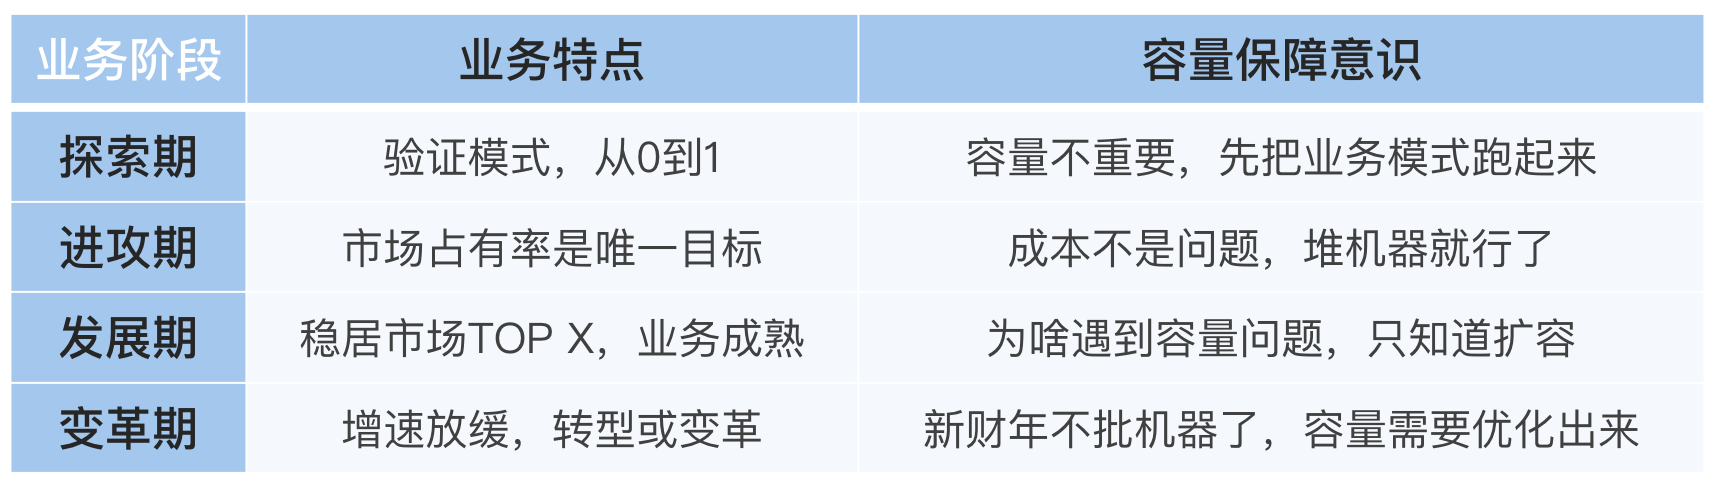 业务阶段 业务特点 容量保障意识
探索期 验证模式，从0到1 容量不重要，先把业务模式跑起来
进攻期 市场占有率是唯一目标 成本不是问题，堆机器就行了
发展期 稳居市场TOP X，业务成熟 为啥遇到容量问题，只知道扩容
变革期 增速放缓，转型或变革 新财年不批机器了，容量需要优化出来